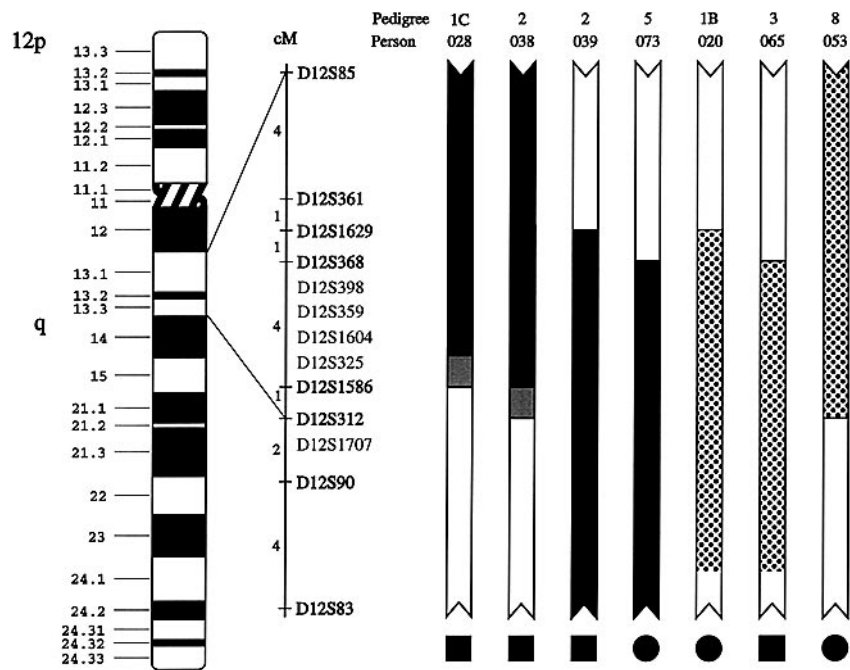 Pedigree 1C 2 2 5 1B 3 8
Person 028 038 039 073 020 065 053
12p
cM
13.3
13.2
13.1
12.3
12.2
12.1
11.2
11.1
11
12
13.1
13.2
13.3
q
14
15
21.1
21.2
21.3
22
23
24.1
24.2
24.31
24.32
24.33
D12S85
4
D12S361
1
D12S1629
1
D12S368
D12S398
D12S359
4
D12S1604
D12S325
D12S1586
1
D12S312
D12S1707
2
D12S90
4
D12S83